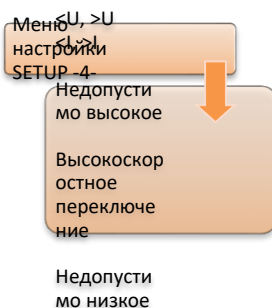 <U, >U
<I, >I
Меню
настройки
SETUP -4-
Недопусти
мо высокое
Высокоскор
остное
переключе
ние
Недопусти
мо низкое